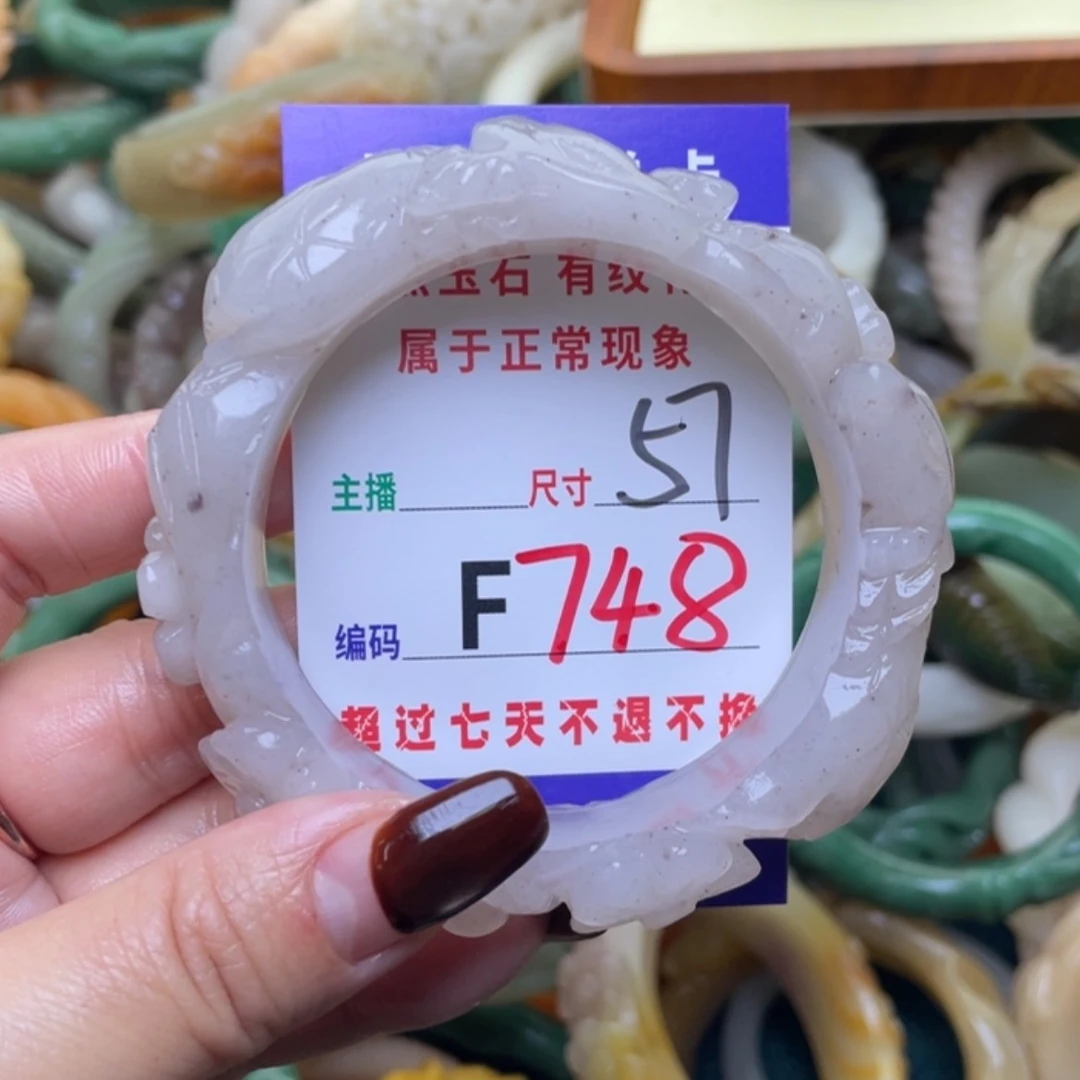 卡
玉石 有纹
属于正常现象
主播 尺寸 57
编码 F748
超过七天不退不换